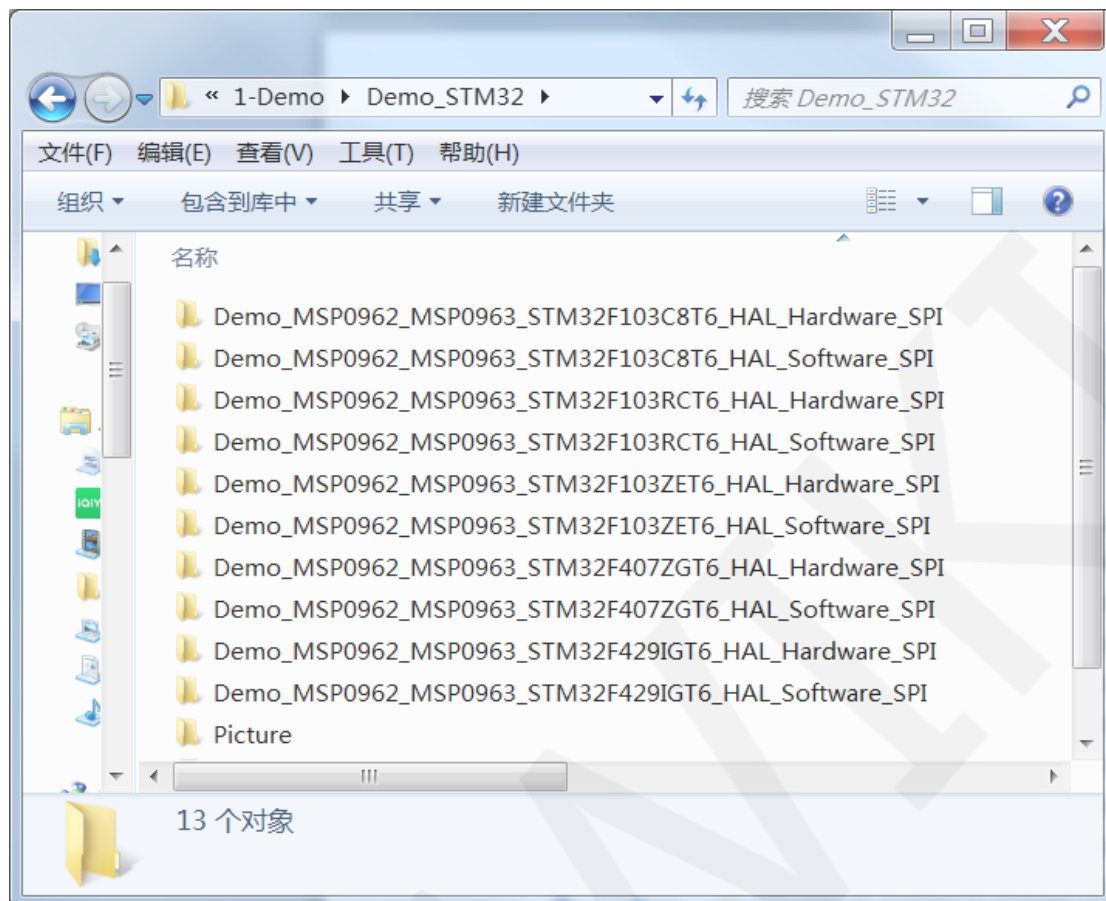 « 1-Demo ▸ Demo_STM32 ▸ 搜索 Demo_STM32
文件(F) 编辑(E) 查看(V) 工具(T) 帮助(H)
组织 包含到库中 共享 新建文件夹
名称
Demo_MSP0962_MSP0963_STM32F103C8T6_HAL_Hardware_SPI
Demo_MSP0962_MSP0963_STM32F103C8T6_HAL_Software_SPI
Demo_MSP0962_MSP0963_STM32F103RCT6_HAL_Hardware_SPI
Demo_MSP0962_MSP0963_STM32F103RCT6_HAL_Software_SPI
Demo_MSP0962_MSP0963_STM32F103ZET6_HAL_Hardware_SPI
Demo_MSP0962_MSP0963_STM32F103ZET6_HAL_Software_SPI
Demo_MSP0962_MSP0963_STM32F407ZGT6_HAL_Hardware_SPI
Demo_MSP0962_MSP0963_STM32F407ZGT6_HAL_Software_SPI
Demo_MSP0962_MSP0963_STM32F429IGT6_HAL_Hardware_SPI
Demo_MSP0962_MSP0963_STM32F429IGT6_HAL_Software_SPI
Picture
13 个对象